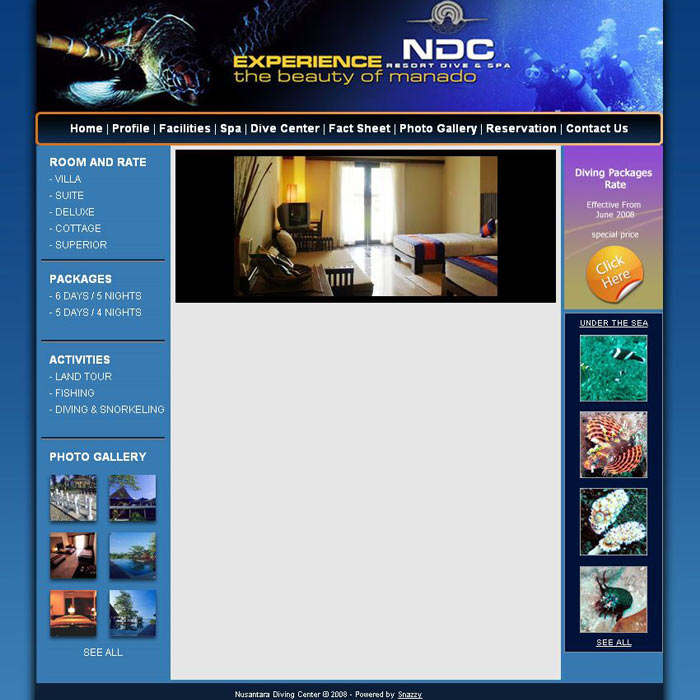 NDC
RESORT DIVE & SPA
EXPERIENCE
the beauty of manado
Home | Profile | Facilities | Spa | Dive Center | Fact Sheet | Photo Gallery | Reservation | Contact Us
ROOM AND RATE
- VILLA
- SUITE
- DELUXE
- COTTAGE
- SUPERIOR
PACKAGES
- 6 DAYS / 5 NIGHTS
- 5 DAYS / 4 NIGHTS
ACTIVITIES
- LAND TOUR
- FISHING
- DIVING & SNORKELING
PHOTO GALLERY
SEE ALL
Diving Packages
Rate
Effective From
June 2008
special price
Click
Here
UNDER THE SEA
SEE ALL
Nusantara Diving Center © 2008 - Powered by Snazzy